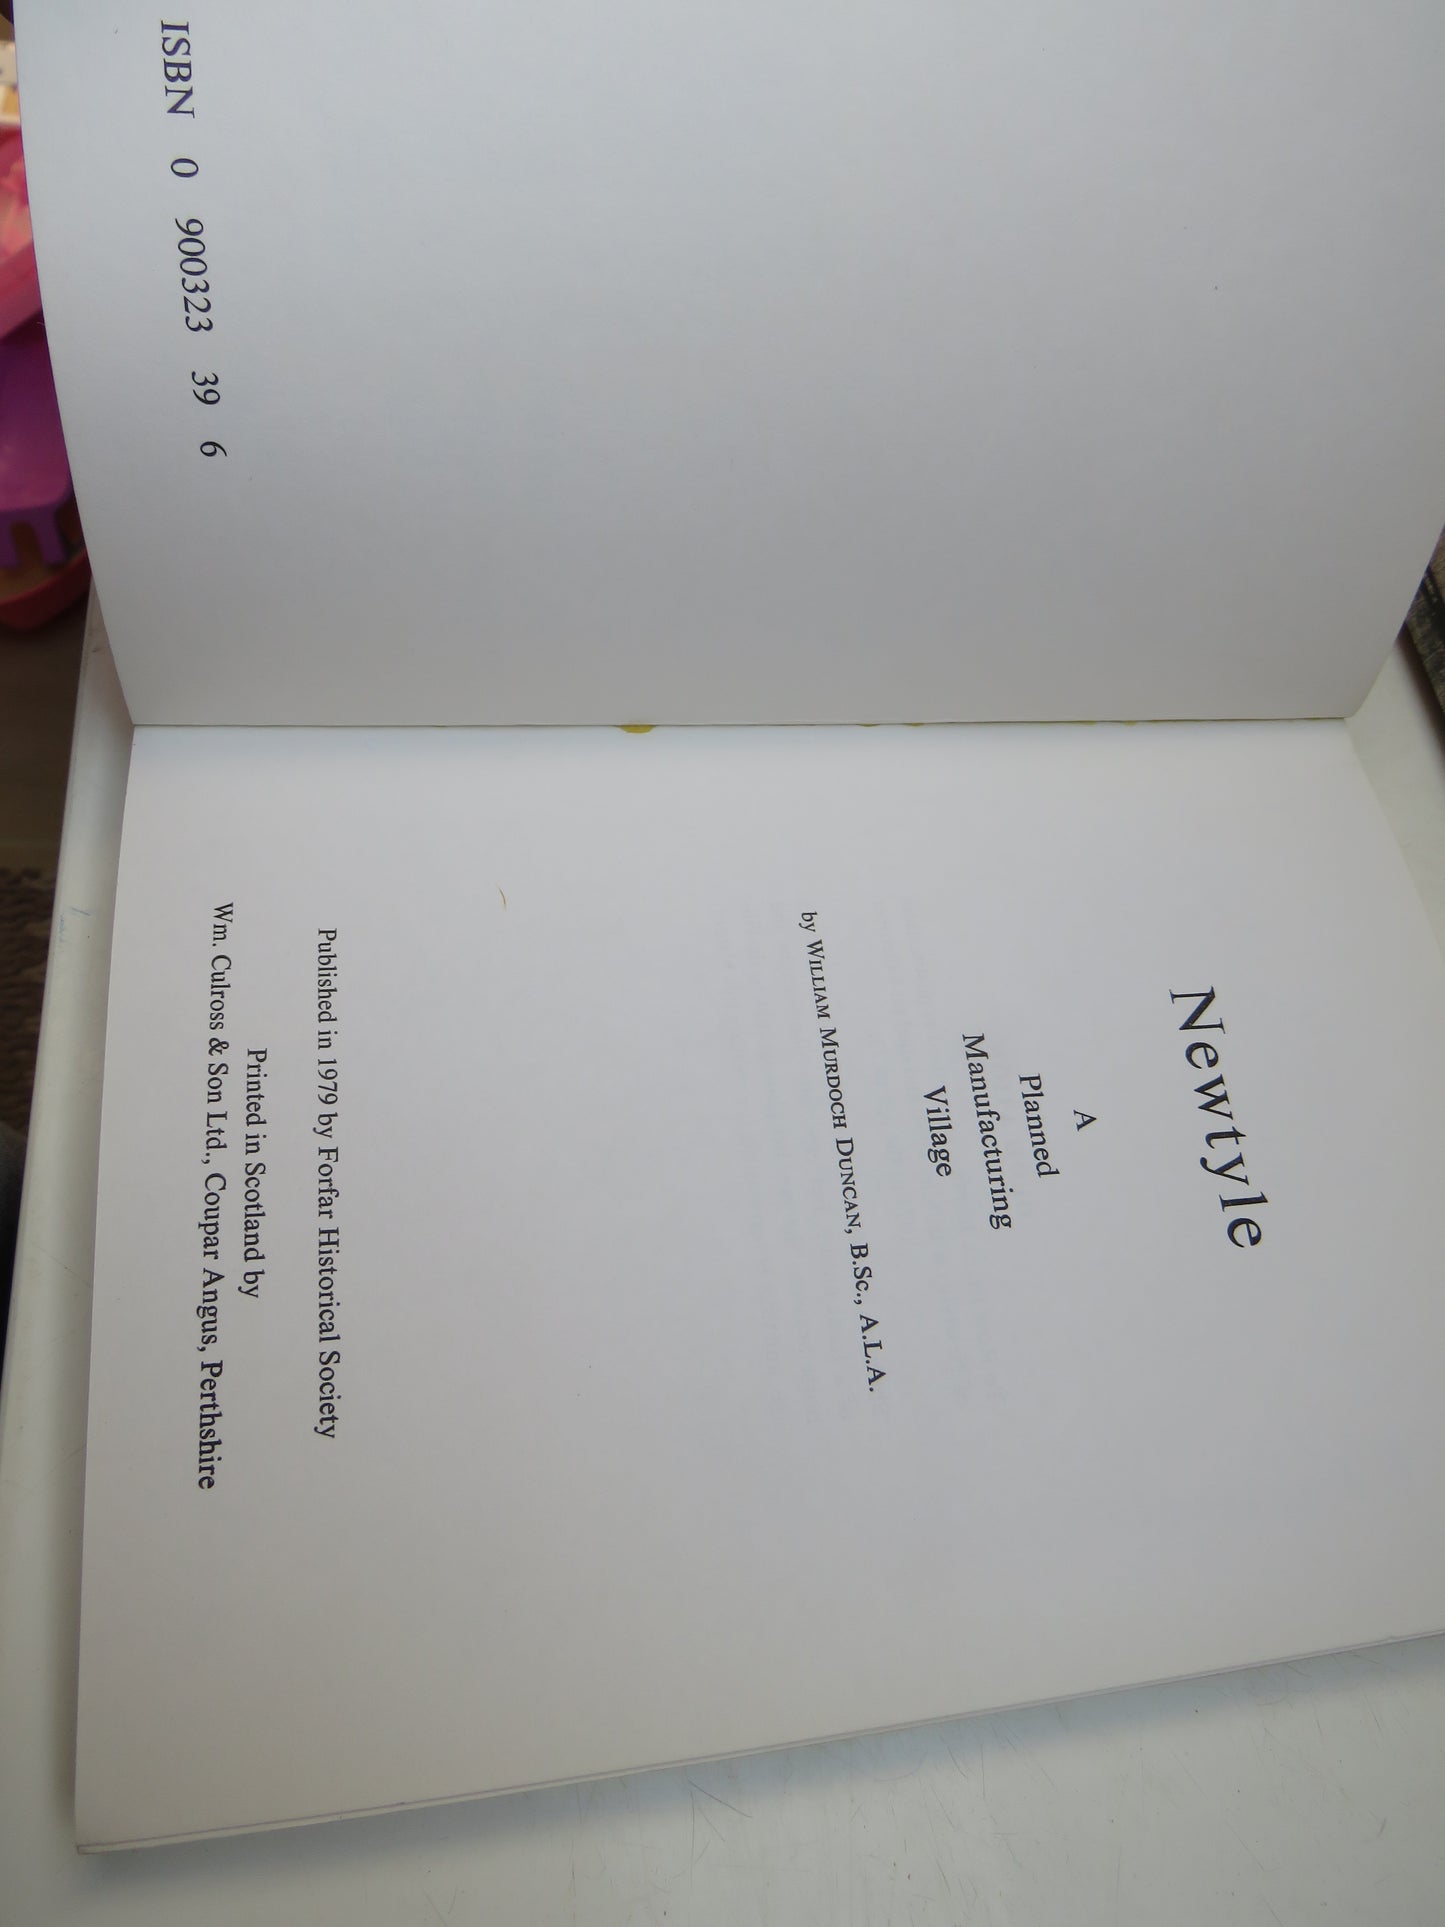 ISBN 0 900323 39 6
Newtyle
A
Planned
Manufacturing
Village
by WILLIAM MURDOCH DUNCAN, B.Sc., A.L.A.
Published in 1979 by Forfar Historical Society
Printed in Scotland by
Wm. Culross & Son Ltd., Coupar Angus, Perthshire